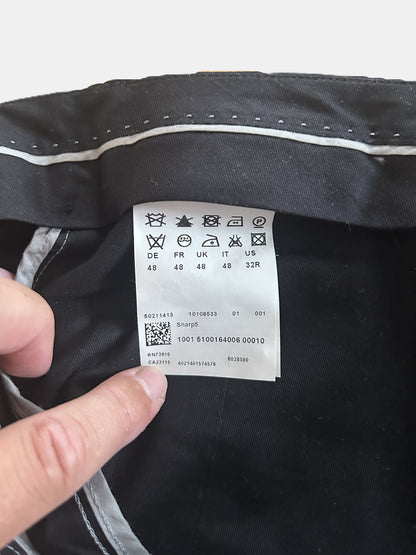 DE FR UK IT US
48 48 48 48 32R
50211413 10108533 01 001
Sharp5
1001 5100164006 00010
RN73616
CA23115 4021401574576 6028590